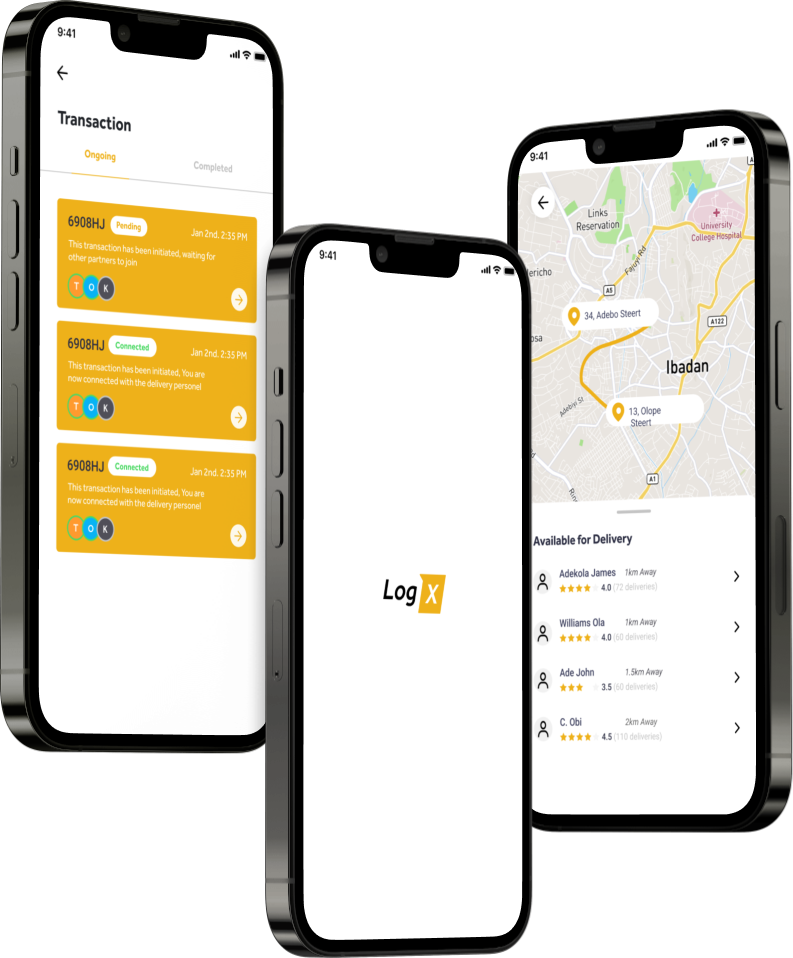 9:41
Transaction
Ongoing
Completed
6908HJ Pending Jan 2nd. 2:35 PM
This transaction has been initiated, waiting for
other partners to join
T O K
6908HJ Connected Jan 2nd. 2:35 PM
This transaction has been initiated, You are
now connected with the delivery personel
T O K
6908HJ Connected Jan 2nd. 2:35 PM
This transaction has been initiated, You are
now connected with the delivery personel
T O K
9:41
Log X
9:41
Links
Reservation
University
College Hospital
Fajuyi Rd
ericho
A5
34, Adebo Steert
A122
osa
Ibadan
Adebiyi St
13, Olope
Steert
A1
Available for Delivery
Adekola James 1km Away
4.0 (72 deliveries)
Williams Ola 1km Away
4.0 (60 deliveries)
Ade John 1.5km Away
3.5 (60 deliveries)
C. Obi 2km Away
4.5 (110 deliveries)